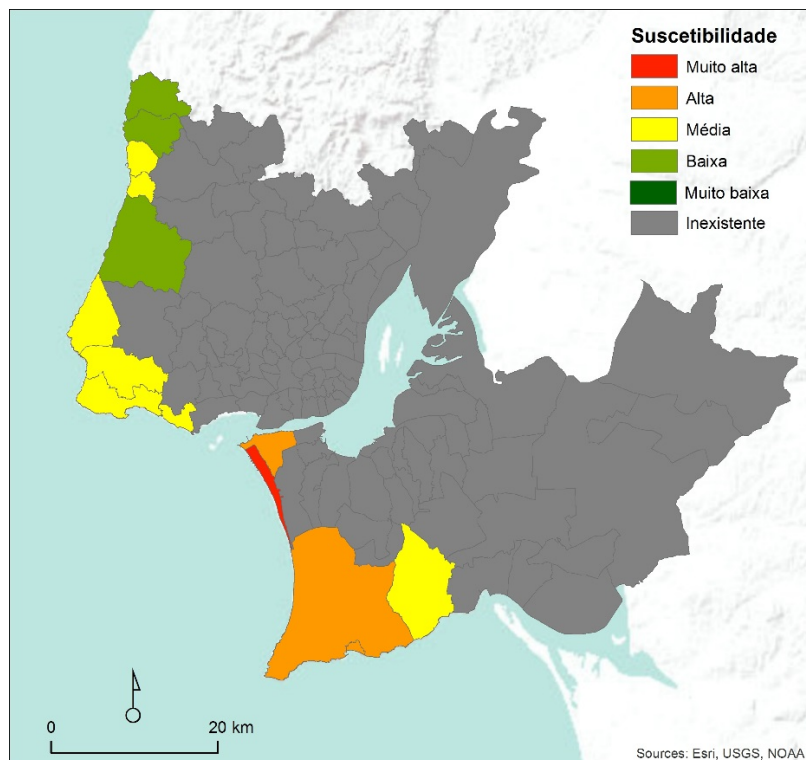 Suscetibilidade
Muito alta
Alta
Média
Baixa
Muito baixa
Inexistente
0 20 km
Sources: Esri, USGS, NOAA